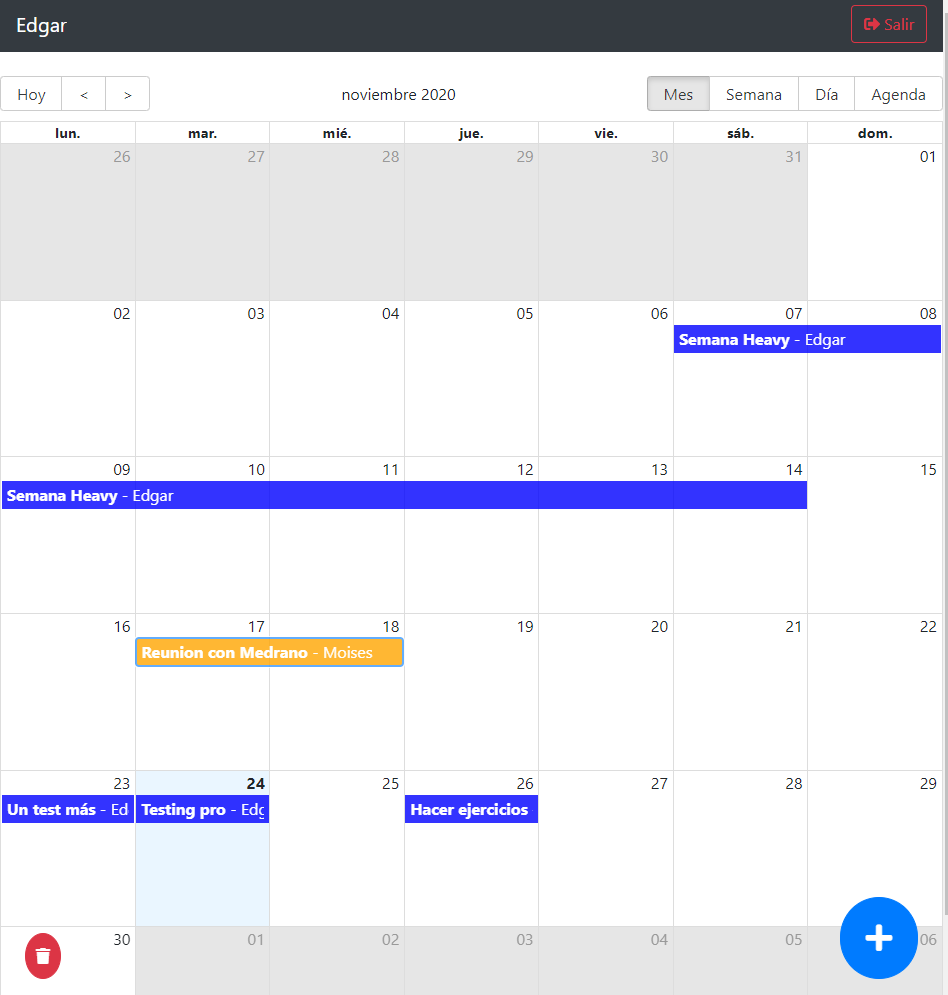 Edgar Salir
Hoy < > noviembre 2020 Mes Semana Día Agenda
lun. mar. mié. jue. vie. sáb. dom.
26 27 28 29 30 31 01
02 03 04 05 06 07 08
Semana Heavy - Edgar
09 10 11 12 13 14 15
Semana Heavy - Edgar
16 17 18 19 20 21 22
Reunion con Medrano - Moises
23 24 25 26 27 28 29
Un test más - Ed Testing pro - Edg Hacer ejercicios
30 01 02 03 04 05 06